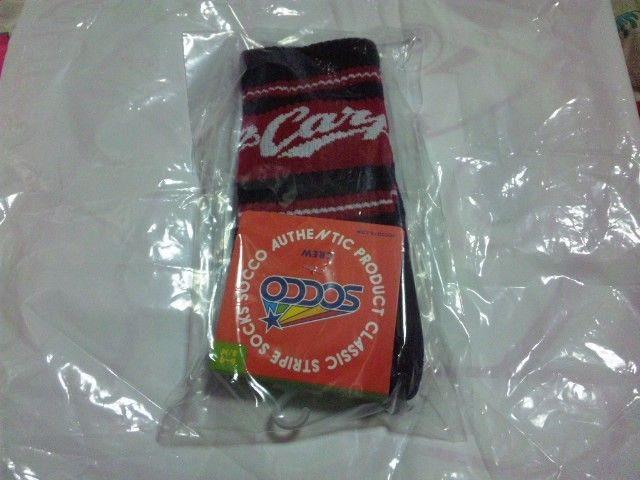 s Carp
SOCCO AUTHENTIC PRODUCT CLASSIC STRIPE SOCKS
CREW
SOCCO